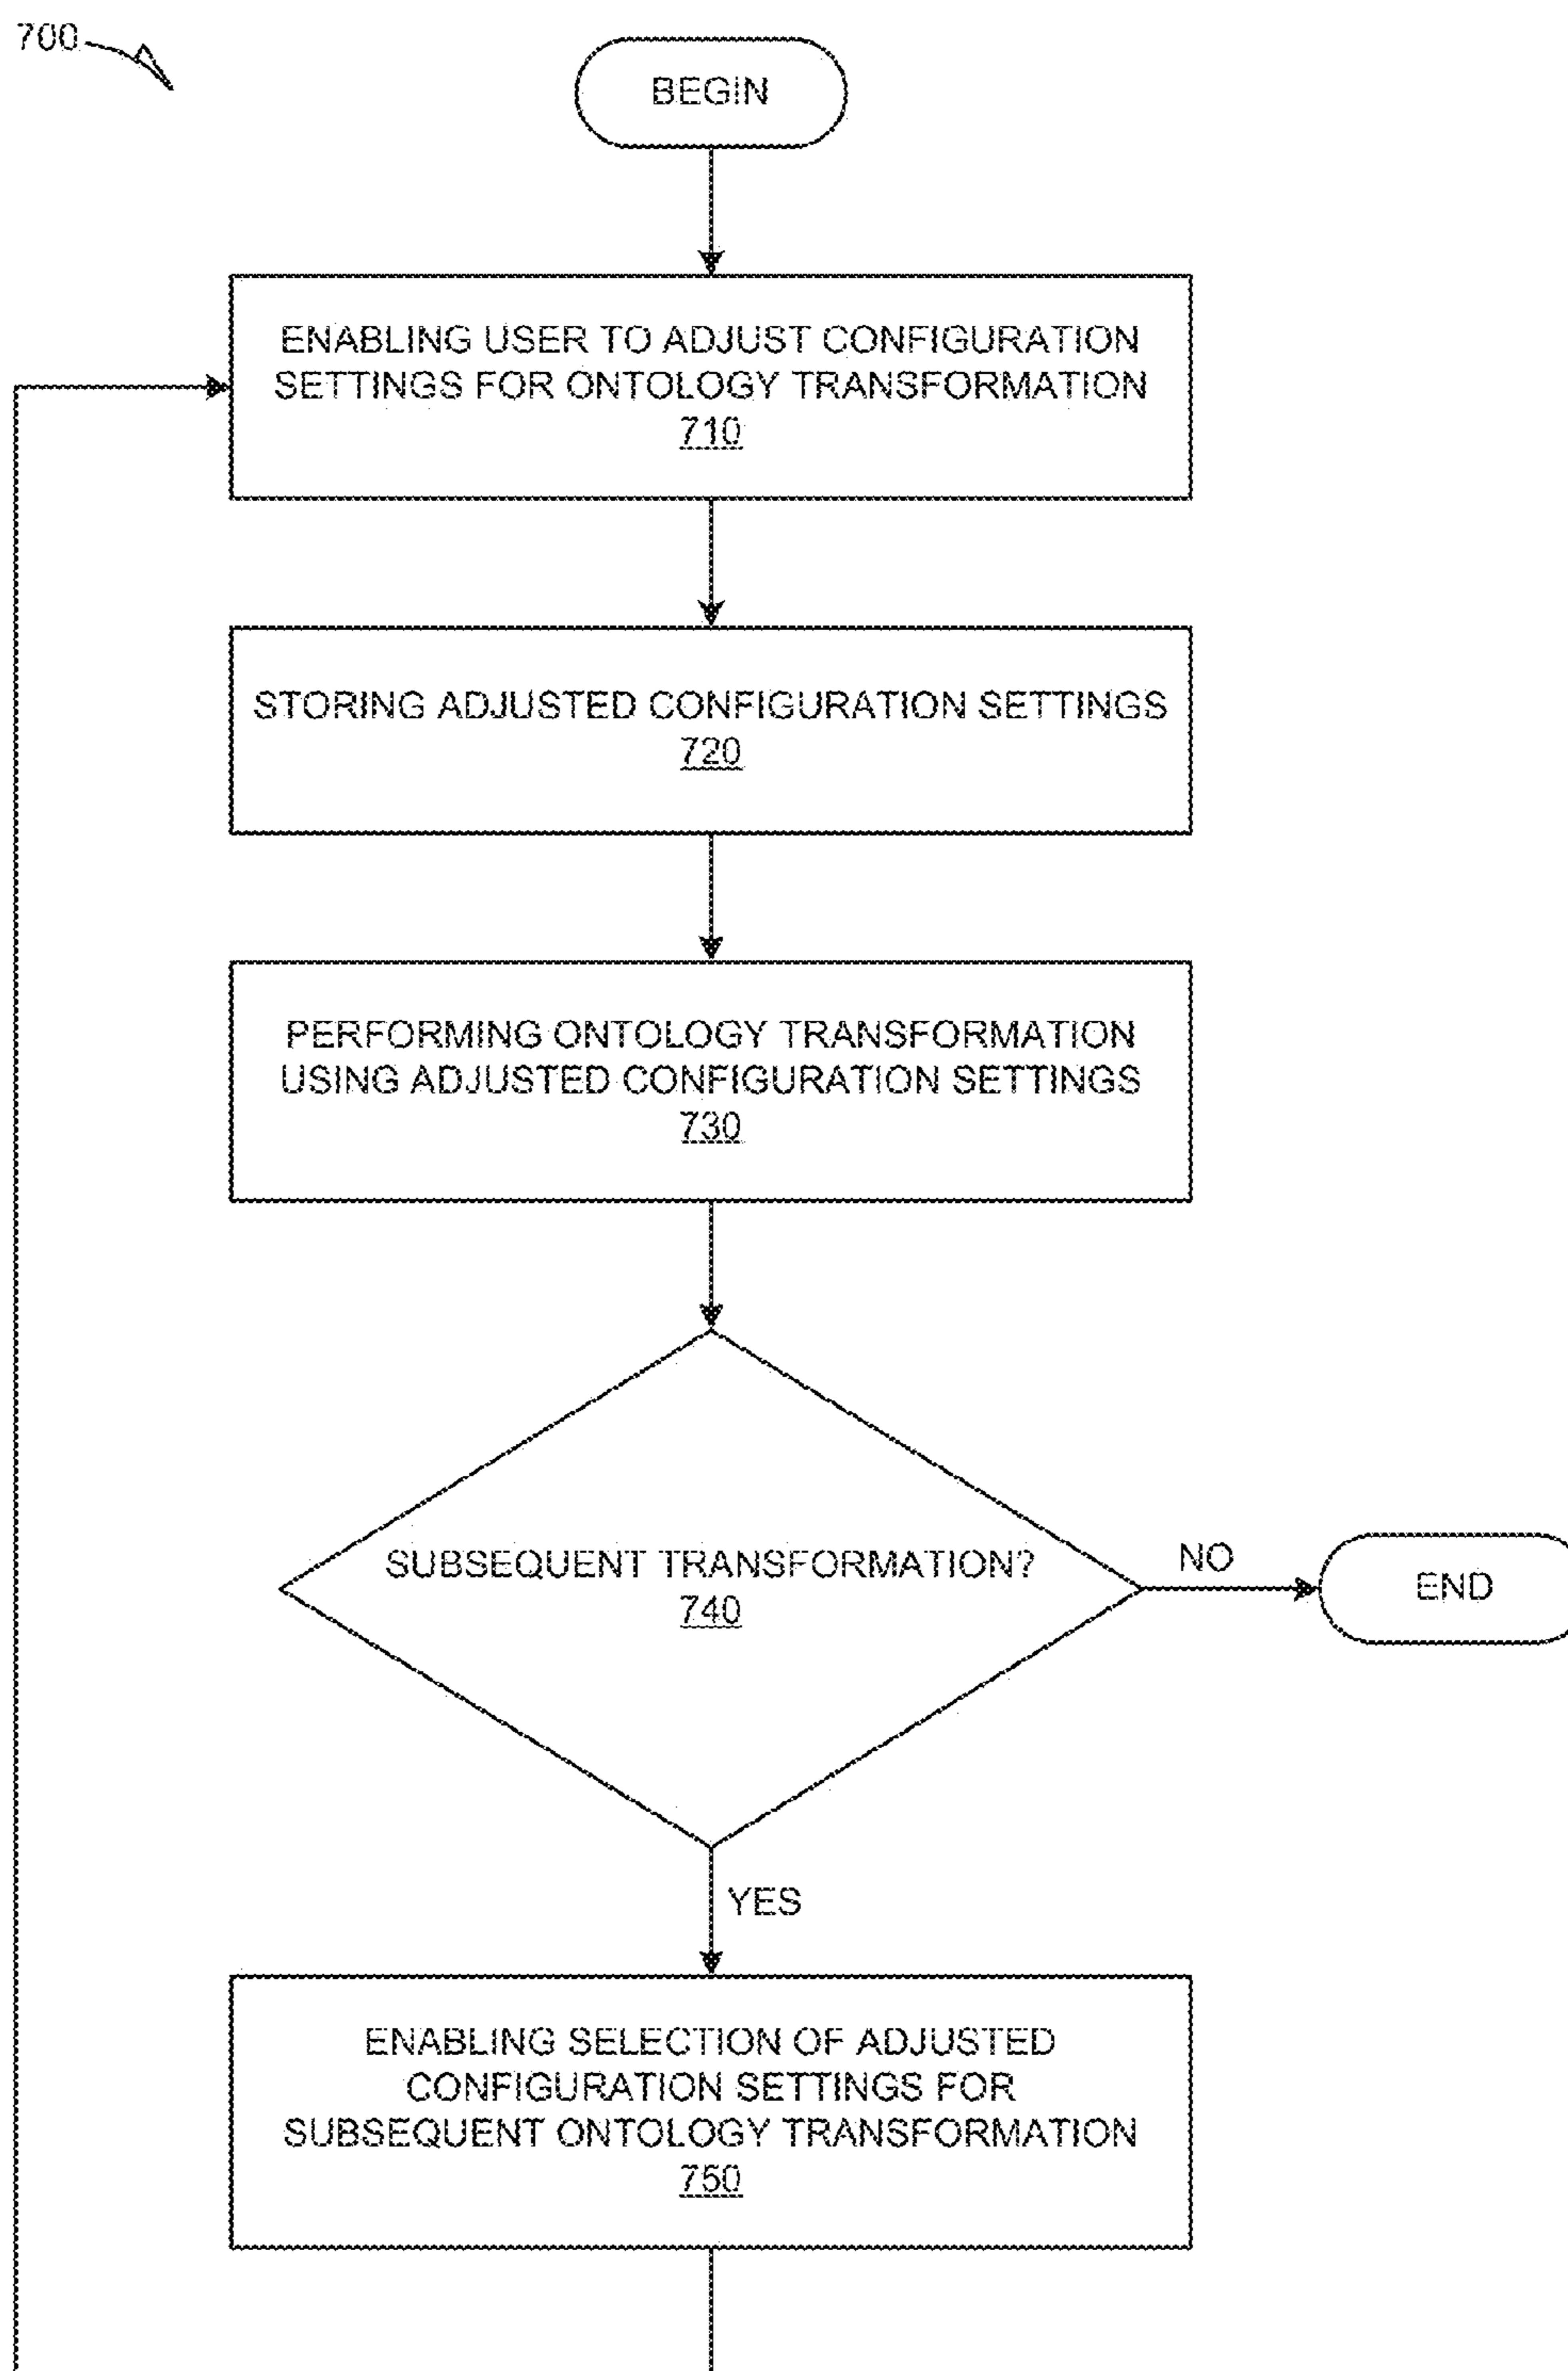 700
BEGIN
ENABLING USER TO ADJUST CONFIGURATION
SETTINGS FOR ONTOLOGY TRANSFORMATION
710
STORING ADJUSTED CONFIGURATION SETTINGS
720
PERFORMING ONTOLOGY TRANSFORMATION
USING ADJUSTED CONFIGURATION SETTINGS
730
SUBSEQUENT TRANSFORMATION?
740
NO
END
YES
ENABLING SELECTION OF ADJUSTED
CONFIGURATION SETTINGS FOR
SUBSEQUENT ONTOLOGY TRANSFORMATION
750